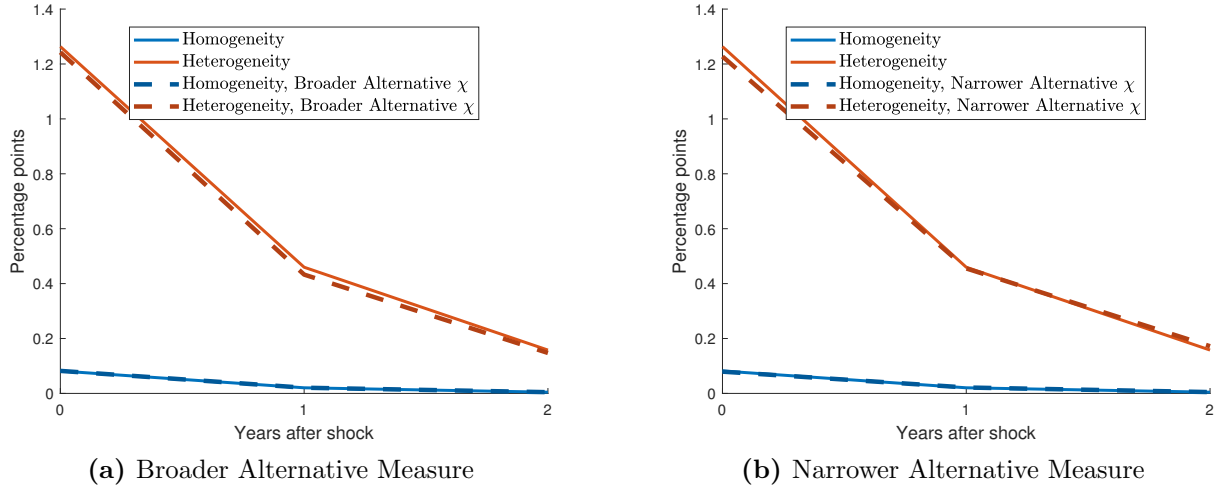 1.4
1.2
1
0.8
0.6
0.4
0.2
0
Percentage points
Homogeneity
Heterogeneity
Homogeneity, Broader Alternative χ
Heterogeneity, Broader Alternative χ
0 1 2
Years after shock
(a) Broader Alternative Measure
1.4
1.2
1
0.8
0.6
0.4
0.2
0
Percentage points
Homogeneity
Heterogeneity
Homogeneity, Narrower Alternative χ
Heterogeneity, Narrower Alternative χ
0 1 2
Years after shock
(b) Narrower Alternative Measure